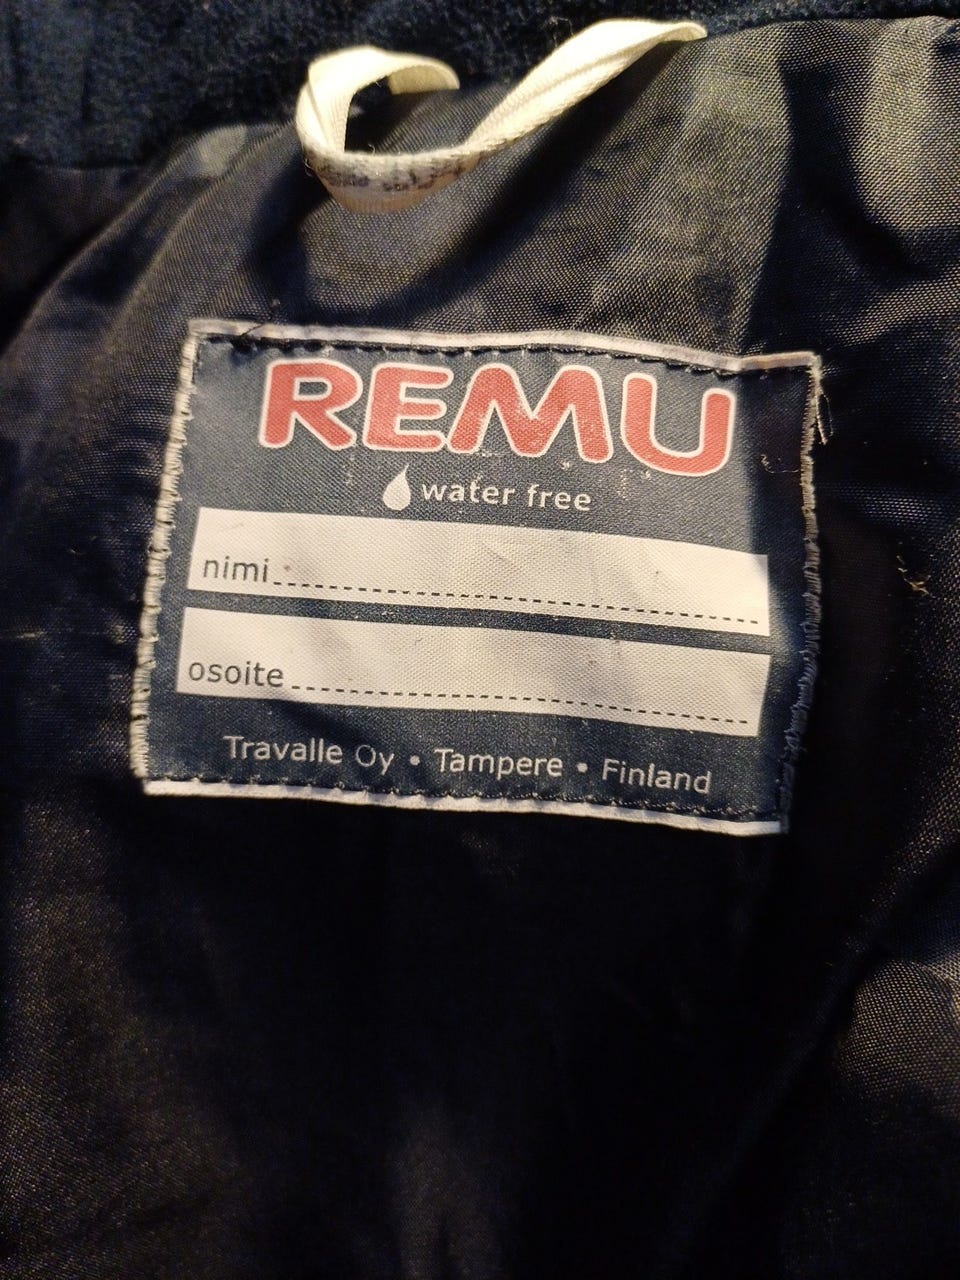 REMU
water free
nimi
osoite
Travalle Oy • Tampere • Finland